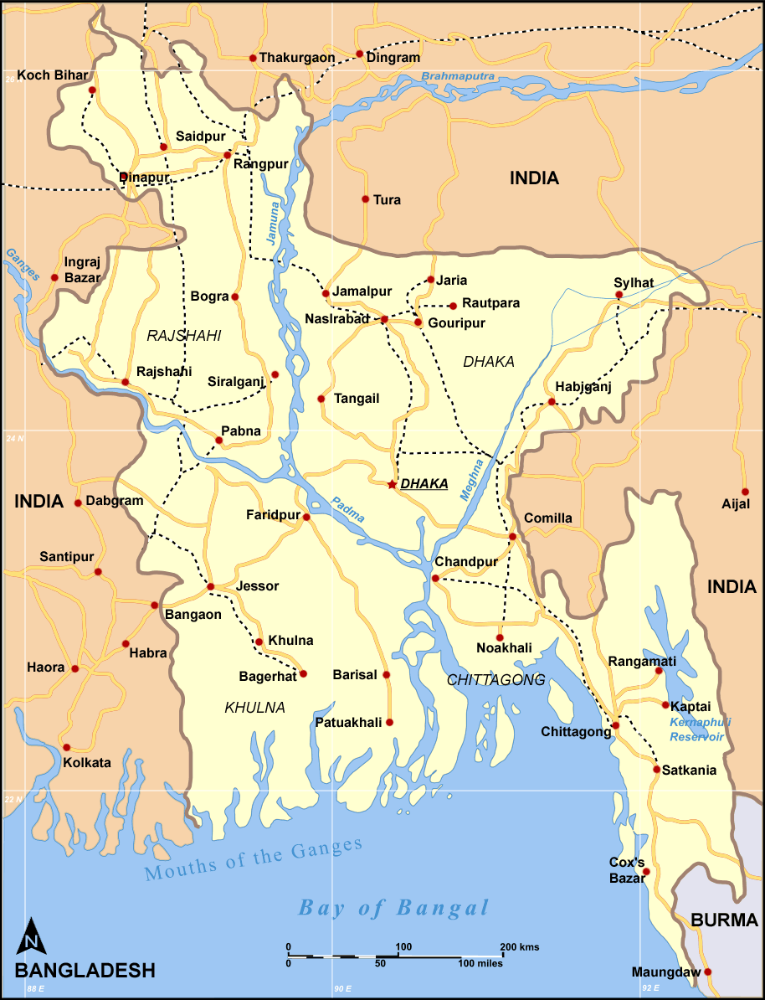 Thakurgaon
Dingram
26 N
Koch Bihar
Brahmaputra
Saidpur
Rangpur
Dinapur
INDIA
Tura
Jamuna
Ganges
Ingraj
Bazar
Jaria
Sylhat
Jamalpur
Bogra
Rautpara
NasIrabad
Gouripur
RAJSHAHI
DHAKA
Rajshahi
Siralganj
Habjganj
Tangail
Pabna
24 N
Meghna
DHAKA
INDIA
Dabgram
Padma
Aijal
Faridpur
Comilla
Santipur
Chandpur
Jessor
INDIA
Bangaon
Khulna
Habra
Noakhali
Rangamati
Haora
Bagerhat
Barisal
CHITTAGONG
KHULNA
Kaptai
Patuakhali
Kernaphuli
Reservoir
Chittagong
Kolkata
Satkania
22 N
Mouths of the Ganges
Cox's
Bazar
Bay of Bangal
BURMA
N
0 100 200 kms
0 50 100 miles
BANGLADESH
Maungdaw
88 E
90 E
92 E